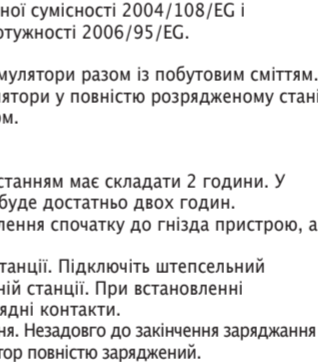 ної сумісності 2004/108/EG і
отужності 2006/95/EG.
мулятори разом із побутовим сміттям.
лятори у повністю розрядженому стані
ом.
станням має складати 2 години. У
буде достатньо двох годин.
лення спочатку до гнізда пристрою, а
танції. Підключіть штепсельний
ній станції. При встановленні
ядні контакти.
ня. Незадовго до закінчення заряджання
тор повністю заряджений.